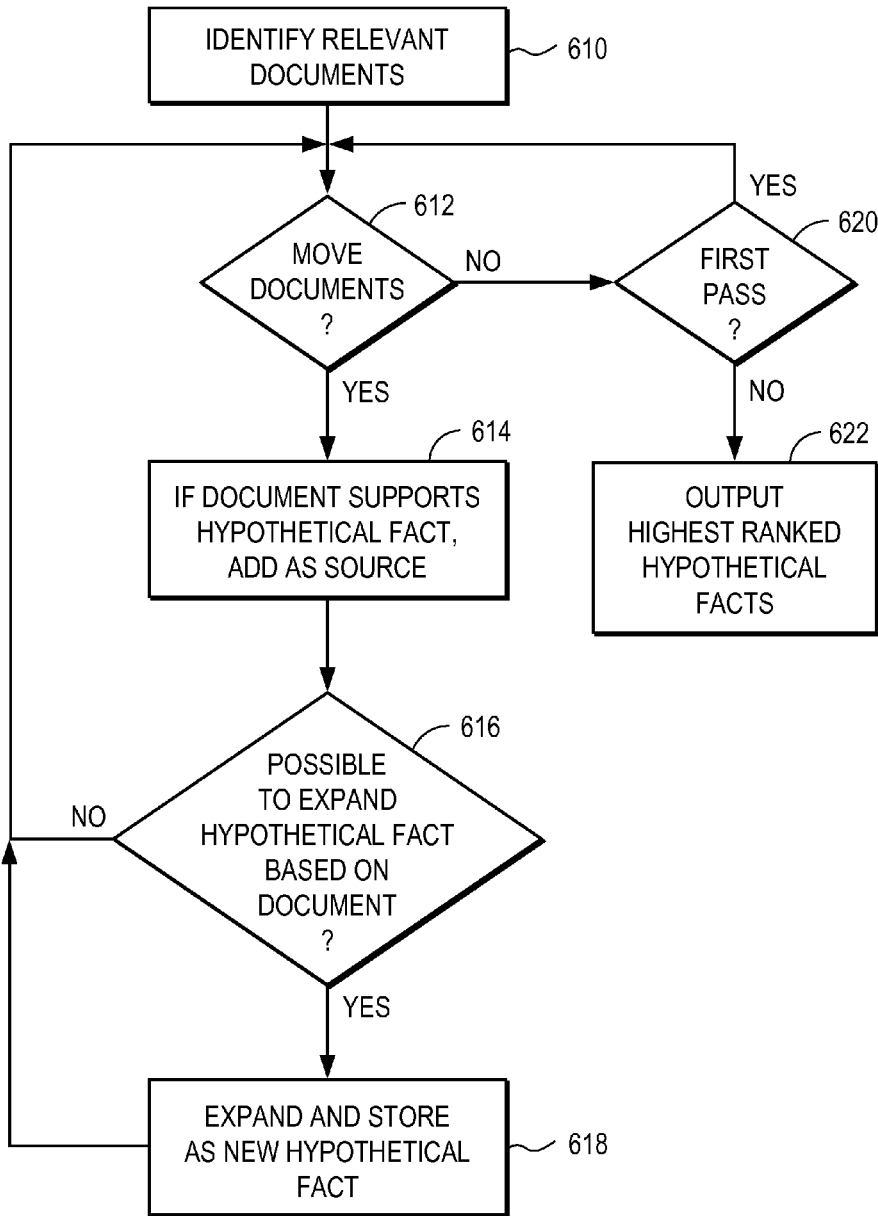 IDENTIFY RELEVANT
DOCUMENTS
610
612
MOVE
DOCUMENTS
?
NO
YES
YES
620
FIRST
PASS
?
NO
614
IF DOCUMENT SUPPORTS
HYPOTHETICAL FACT,
ADD AS SOURCE
622
OUTPUT
HIGHEST RANKED
HYPOTHETICAL
FACTS
616
POSSIBLE
TO EXPAND
HYPOTHETICAL FACT
BASED ON
DOCUMENT
?
NO
YES
EXPAND AND STORE
AS NEW HYPOTHETICAL
FACT
618